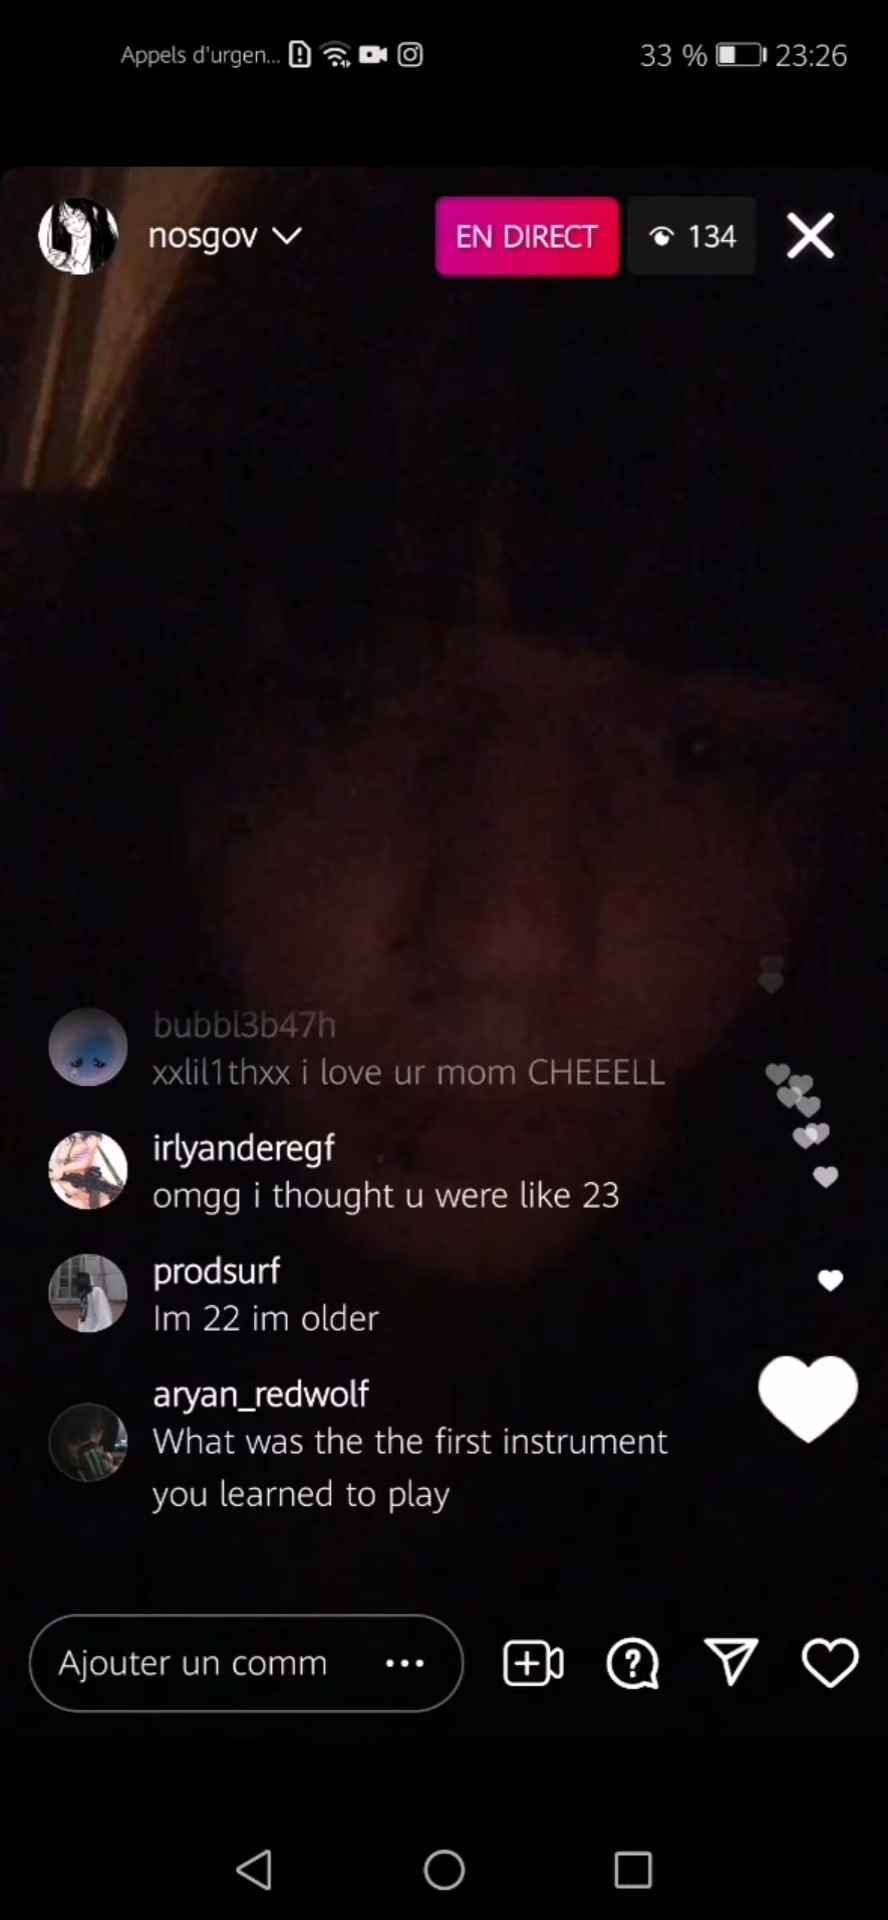 Appels d'urgen... 33 % 23:26
nosgov EN DIRECT 134
bubbl3b47h
xxlil1thxx i love ur mom CHEEELL
irlyanderegf
omgg i thought u were like 23
prodsurf
Im 22 im older
aryan_redwolf
What was the the first instrument
you learned to play
Ajouter un comm